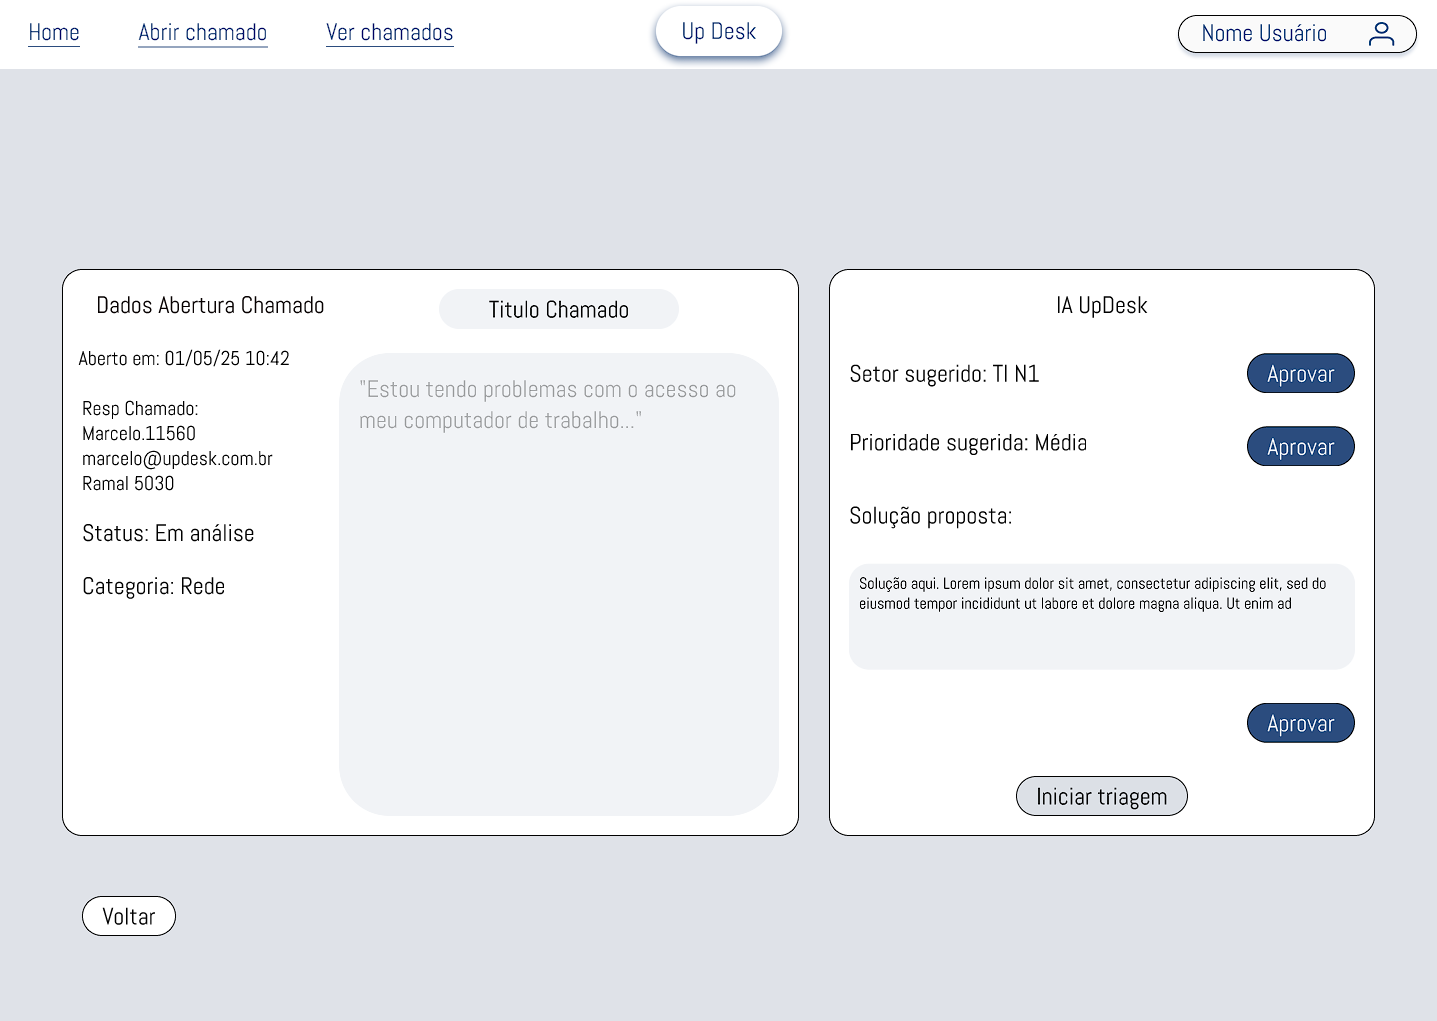 Home
Abrir chamado
Ver chamados
Up Desk
Nome Usuário
Dados Abertura Chamado
Titulo Chamado
Aberto em: 01/05/25 10:42
Resp Chamado:
Marcelo.11560
marcelo@updesk.com.br
Ramal 5030
Status: Em análise
Categoria: Rede
"Estou tendo problemas com o acesso ao
meu computador de trabalho..."
IA UpDesk
Setor sugerido: TI N1
Aprovar
Prioridade sugerida: Média
Aprovar
Solução proposta:
Solução aqui. Lorem ipsum dolor sit amet, consectetur adipiscing elit, sed do
eiusmod tempor incididunt ut labore et dolore magna aliqua. Ut enim ad
Aprovar
Iniciar triagem
Voltar